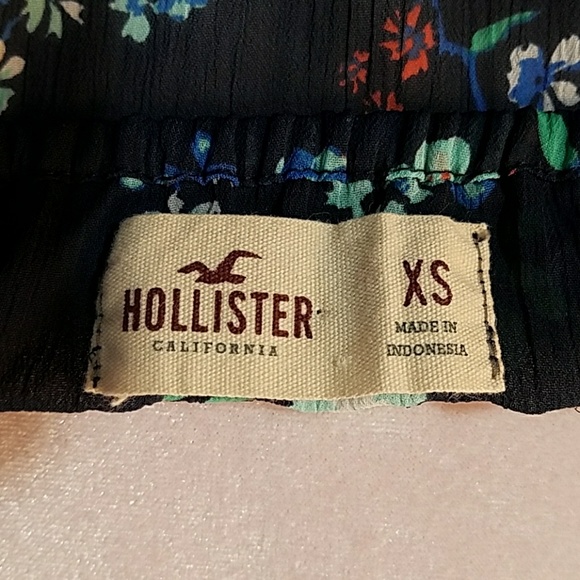 HOLLISTER
CALIFORNIA
XS
MADE IN
INDONESIA